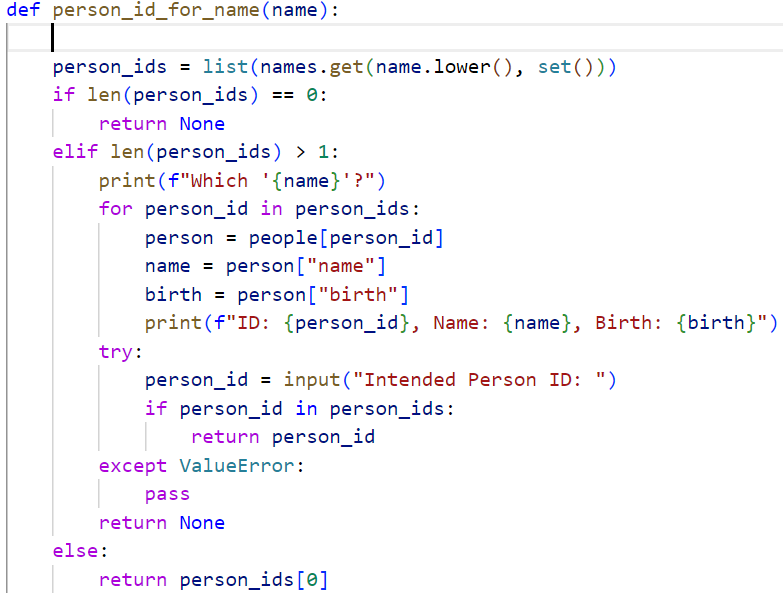 def person_id_for_name(name):
    person_ids = list(names.get(name.lower(), set()))
    if len(person_ids) == 0:
        return None
    elif len(person_ids) > 1:
        print(f"Which '{name}'?")
        for person_id in person_ids:
            person = people[person_id]
            name = person["name"]
            birth = person["birth"]
            print(f"ID: {person_id}, Name: {name}, Birth: {birth}")
        try:
            person_id = input("Intended Person ID: ")
            if person_id in person_ids:
                return person_id
        except ValueError:
            pass
        return None
    else:
        return person_ids[0]